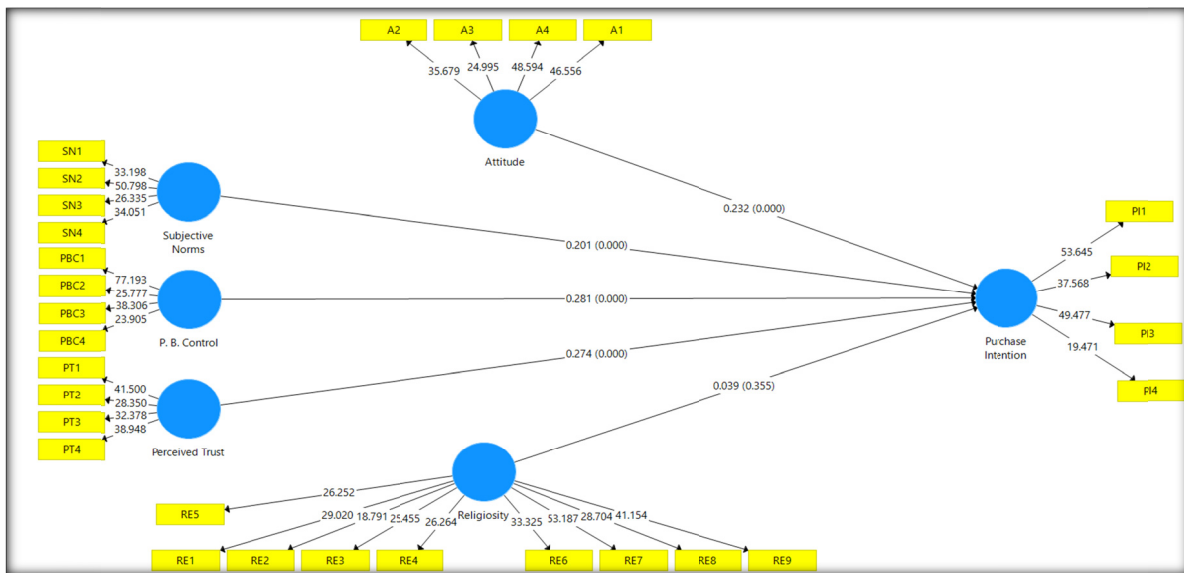 A2
A3
A4
A1
35.679
24.995
48.594
46.556
Attitude
SN1
SN2
SN3
SN4
33.198
50.798
26.335
34.051
Subjective
Norms
PBC1
PBC2
PBC3
PBC4
77.193
25.777
38.306
23.905
P. B. Control
PT1
PT2
PT3
PT4
41.500
28.350
32.378
38.948
Perceived Trust
0.232 (0.000)
0.201 (0.000)
0.281 (0.000)
0.274 (0.000)
0.039 (0.355)
PI1
PI2
PI3
PI4
53.645
37.568
49.477
19.471
Purchase
Intention
Religiosity
RE5
26.252
29.020
18.791
25.455
26.264
33.325
53.187
28.704
41.154
RE1
RE2
RE3
RE4
RE6
RE7
RE8
RE9